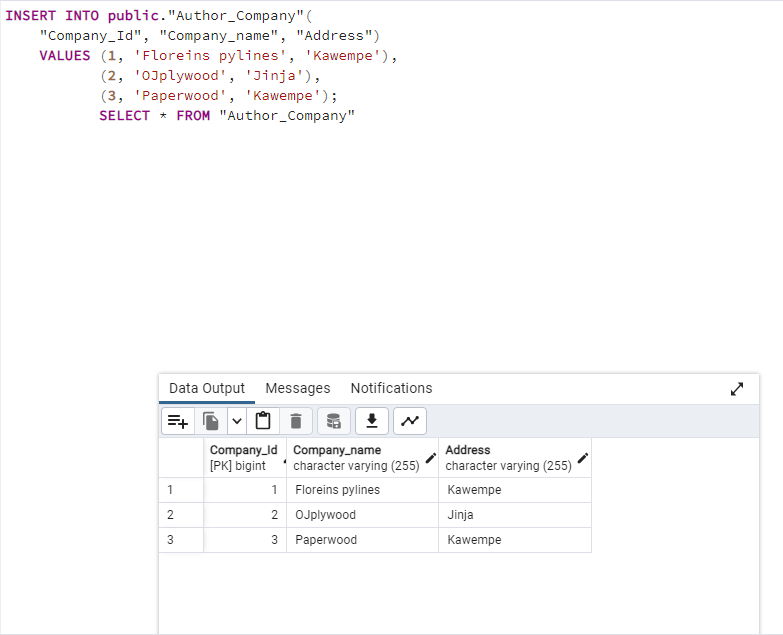 INSERT INTO public."Author_Company"(
"Company_Id", "Company_name", "Address")
VALUES (1, 'Floreins pylines', 'Kawempe'),
(2, 'OJplywood', 'Jinja'),
(3, 'Paperwood', 'Kawempe');
SELECT * FROM "Author_Company"
Data Output Messages Notifications
Company_Id Company_name Address
[PK] bigint character varying (255) character varying (255)
1 1 Floreins pylines Kawempe
2 2 OJplywood Jinja
3 3 Paperwood Kawempe